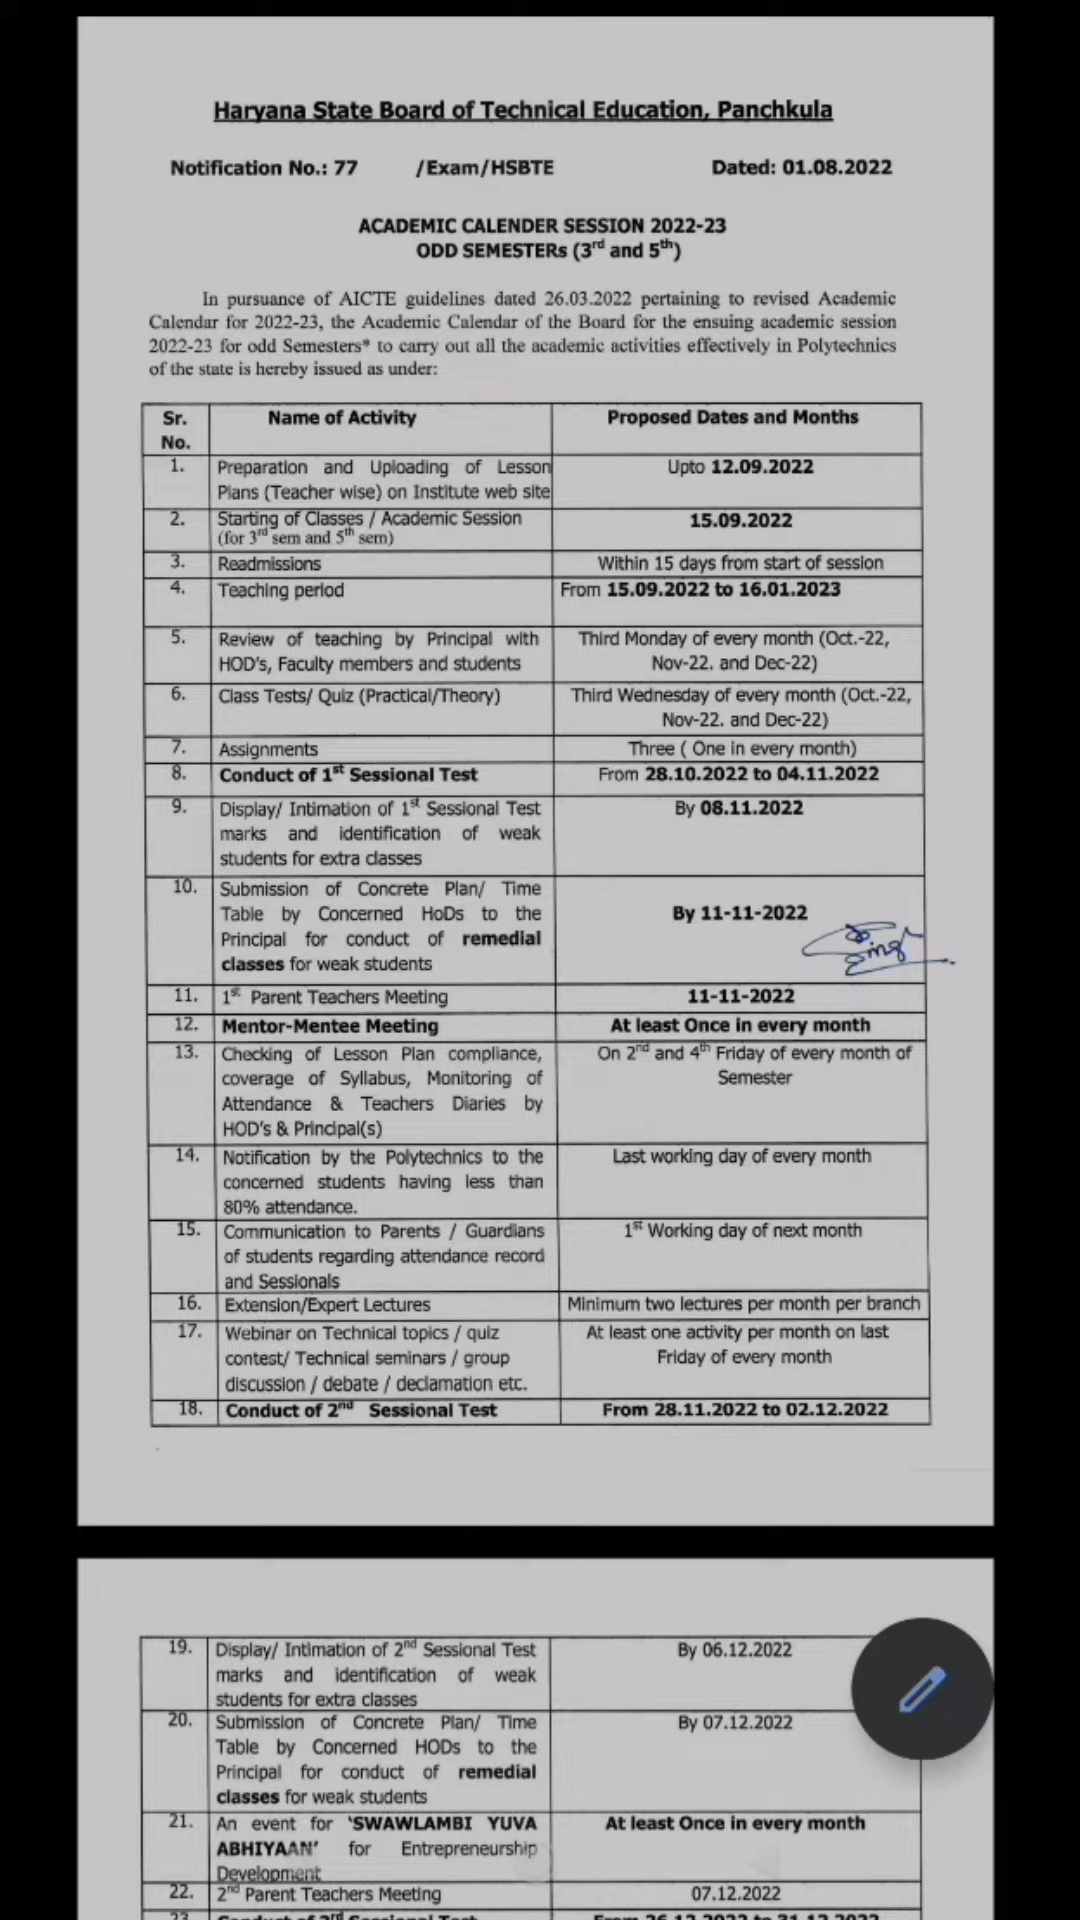 Haryana State Board of Technical Education, Panchkula
Notification No.: 77 /Exam/HSBTE Dated: 01.08.2022
ACADEMIC CALENDER SESSION 2022-23
ODD SEMESTERs (3rd and 5th)
In pursuance of AICTE guidelines dated 26.03.2022 pertaining to revised Academic
Calendar for 2022-23, the Academic Calendar of the Board for the ensuing academic session
2022-23 for odd Semesters* to carry out all the academic activities effectively in Polytechnics
of the state is hereby issued as under:
Sr. Name of Activity Proposed Dates and Months
No.
1. Preparation and Uploading of Lesson Upto 12.09.2022
Plans (Teacher wise) on Institute web site
2. Starting of Classes / Academic Session 15.09.2022
(for 3rd sem and 5th sem)
3. Readmissions Within 15 days from start of session
4. Teaching period From 15.09.2022 to 16.01.2023
5. Review of teaching by Principal with Third Monday of every month (Oct.-22,
HOD's, Faculty members and students Nov-22. and Dec-22)
6. Class Tests/ Quiz (Practical/Theory) Third Wednesday of every month (Oct.-22,
Nov-22. and Dec-22)
7. Assignments Three ( One in every month)
8. Conduct of 1st Sessional Test From 28.10.2022 to 04.11.2022
9. Display/ Intimation of 1st Sessional Test By 08.11.2022
marks and identification of weak
students for extra classes
10. Submission of Concrete Plan/ Time
Table by Concerned HoDs to the By 11-11-2022
Principal for conduct of remedial
classes for weak students
11. 1st Parent Teachers Meeting 11-11-2022
12. Mentor-Mentee Meeting At least Once in every month
13. Checking of Lesson Plan compliance, On 2nd and 4th Friday of every month of
coverage of Syllabus, Monitoring of Semester
Attendance & Teachers Diaries by
HOD's & Principal(s)
14. Notification by the Polytechnics to the Last working day of every month
concerned students having less than
80% attendance.
15. Communication to Parents / Guardians 1st Working day of next month
of students regarding attendance record
and Sessionals
16. Extension/Expert Lectures Minimum two lectures per month per branch
17. Webinar on Technical topics / quiz At least one activity per month on last
contest/ Technical seminars / group Friday of every month
discussion / debate / declamation etc.
18. Conduct of 2nd Sessional Test From 28.11.2022 to 02.12.2022
19. Display/ Intimation of 2nd Sessional Test By 06.12.2022
marks and identification of weak
students for extra classes
20. Submission of Concrete Plan/ Time By 07.12.2022
Table by Concerned HODs to the
Principal for conduct of remedial
classes for weak students
21. An event for 'SWAWLAMBI YUVA At least Once in every month
ABHIYAAN' for Entrepreneurship
Development
22. 2nd Parent Teachers Meeting 07.12.2022